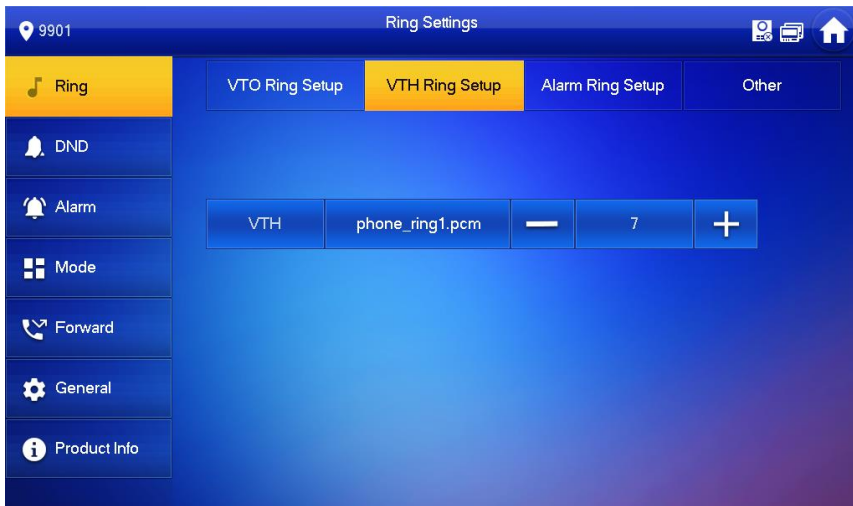 9901
Ring Settings
Ring
VTO Ring Setup
VTH Ring Setup
Alarm Ring Setup
Other
DND
Alarm
VTH
phone_ring1.pcm
7
Mode
Forward
General
Product Info